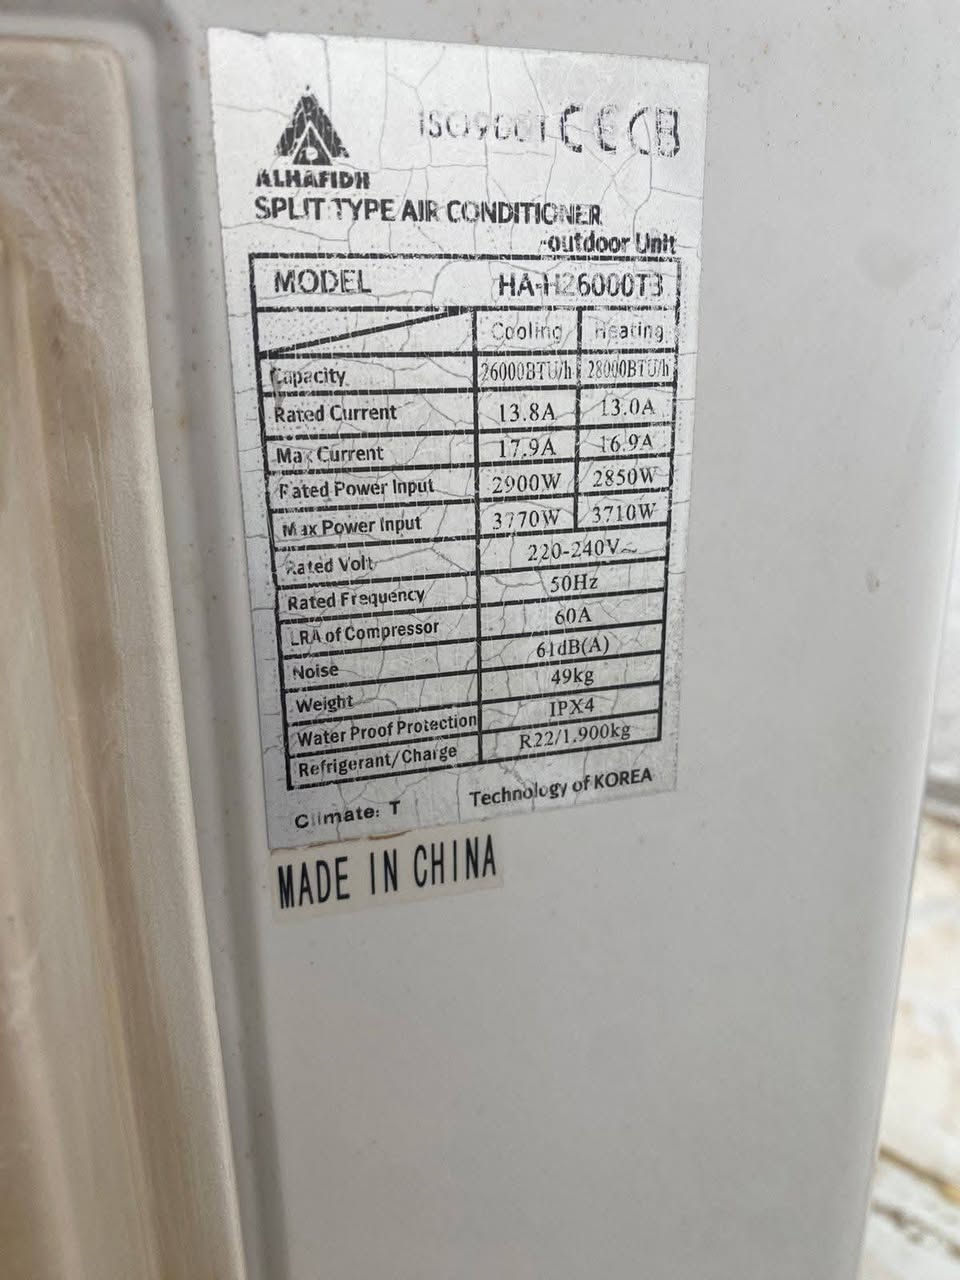 ISO9001 CE CB
ALHAFIDH
SPLIT TYPE AIR CONDITIONER
-outdoor Unit
MODEL HA-H26000T3
Cooling Heating
Capacity 26000BTU/h 28000BTU/h
Rated Current 13.8A 13.0A
Max Current 17.9A 16.9A
Rated Power Input 2900W 2850W
Max Power Input 3770W 3710W
Rated Volt 220-240V~
Rated Frequency 50Hz
LRA of Compressor 60A
Noise 61dB(A)
Weight 49kg
Water Proof Protection IPX4
Refrigerant/Charge R22/1.900kg
Climate: T Technology of KOREA
MADE IN CHINA